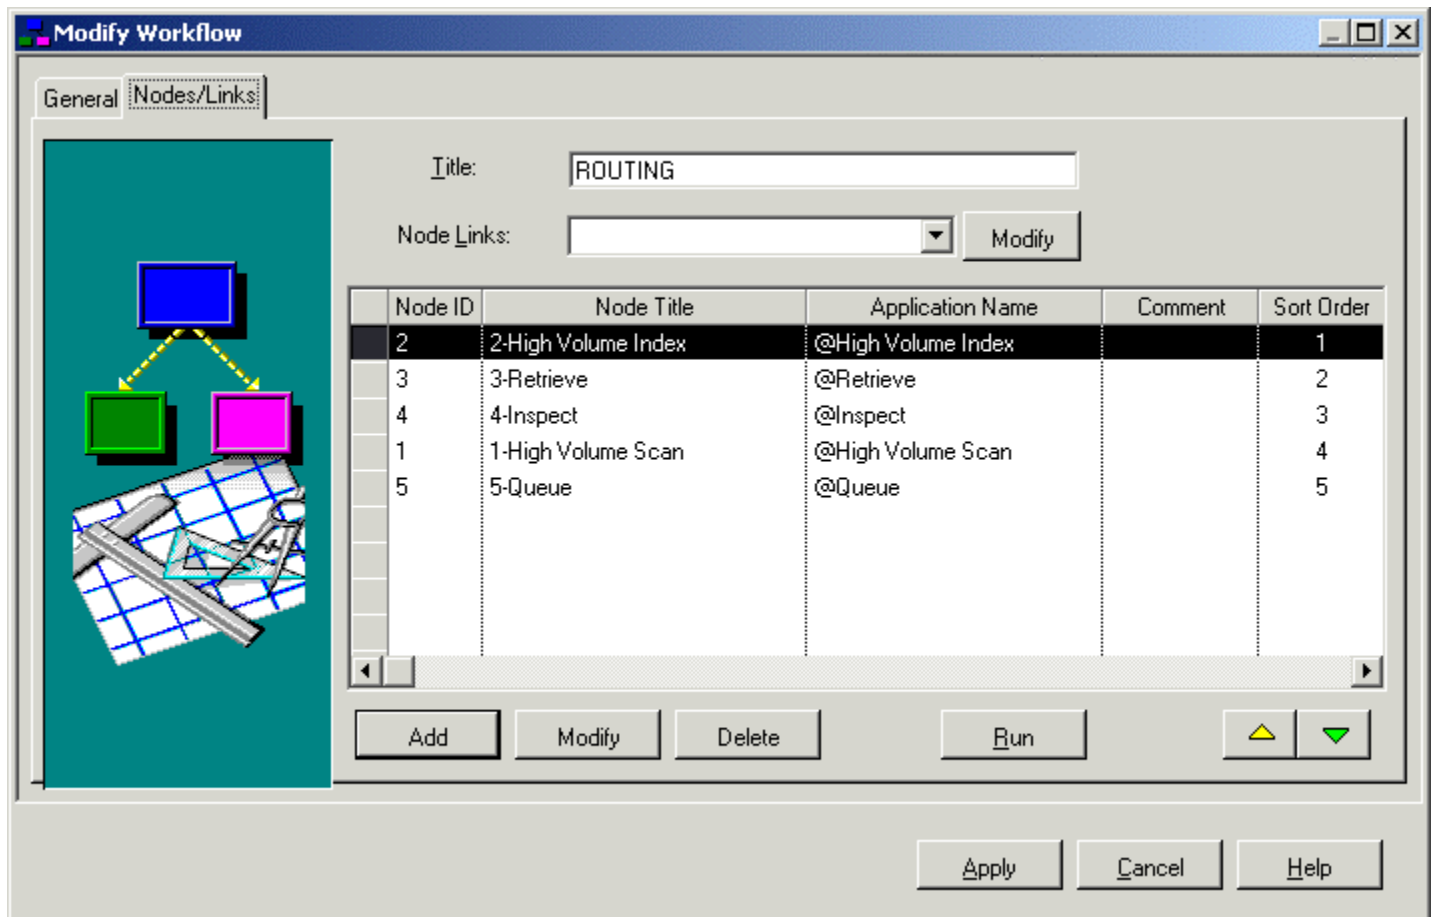 Modify Workflow
General Nodes/Links
Title: ROUTING
Node Links: Modify
Node ID Node Title Application Name Comment Sort Order
2 2-High Volume Index @High Volume Index 1
3 3-Retrieve @Retrieve 2
4 4-Inspect @Inspect 3
1 1-High Volume Scan @High Volume Scan 4
5 5-Queue @Queue 5
Add Modify Delete Run
Apply Cancel Help